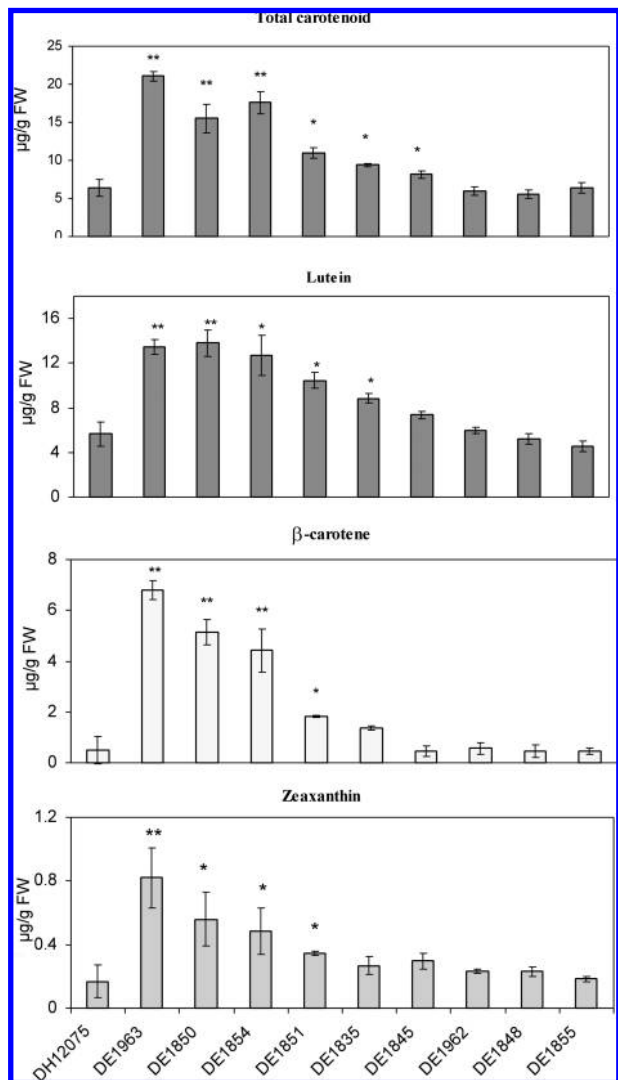 Total carotenoid
25
20
15
10
5
0
µg/g FW
** ** ** * * *
Lutein
16
12
8
4
0
µg/g FW
** ** * * *
β-carotene
8
6
4
2
0
µg/g FW
** ** ** *
Zeaxanthin
1.2
0.8
0.4
0
µg/g FW
** * * *
DH12075
DE1963
DE1850
DE1854
DE1851
DE1835
DE1845
DE1962
DE1848
DE1855